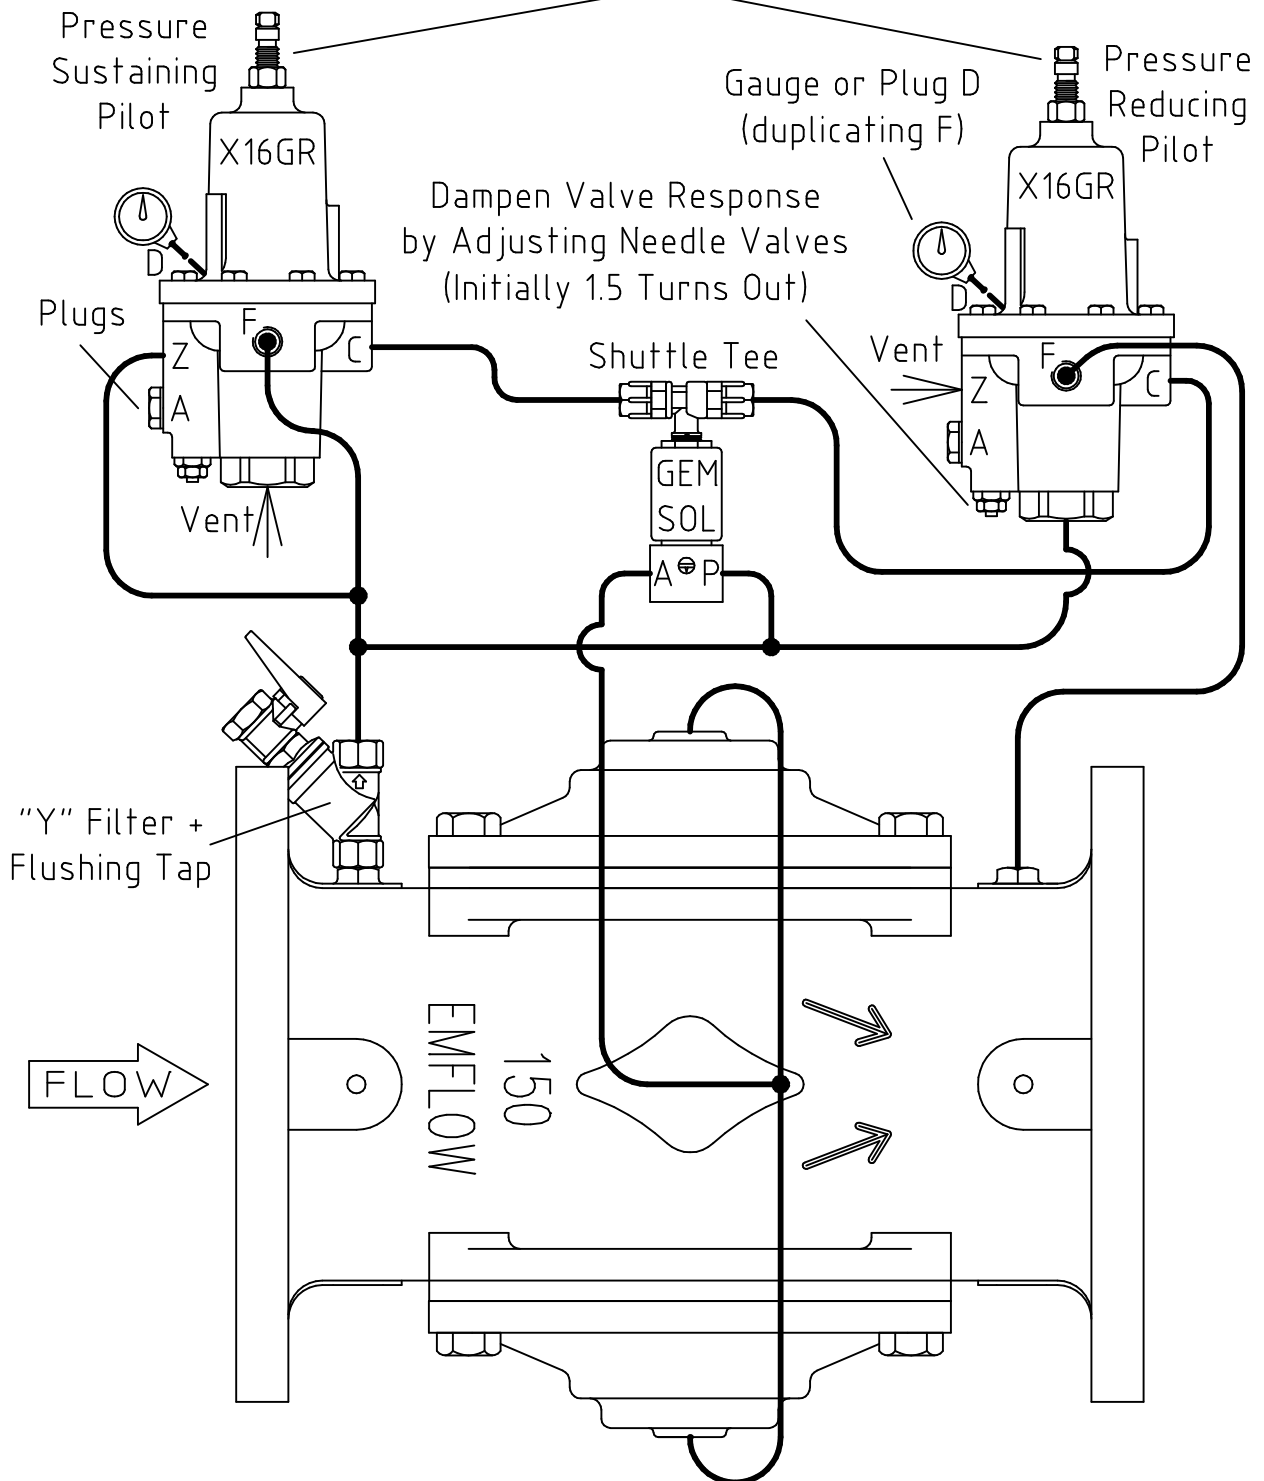 Pressure
Sustaining
Pilot
X16GR
D
Plugs
F
Z
C
A
Vent
Gauge or Plug D
(duplicating F)
Pressure
Reducing
Pilot
X16GR
Dampen Valve Response
by Adjusting Needle Valves
(Initially 1.5 Turns Out)
D
Shuttle Tee
Vent
F
Z
C
A
GEM
SOL
A P
"Y" Filter +
Flushing Tap
FLOW
EMFLOW
150